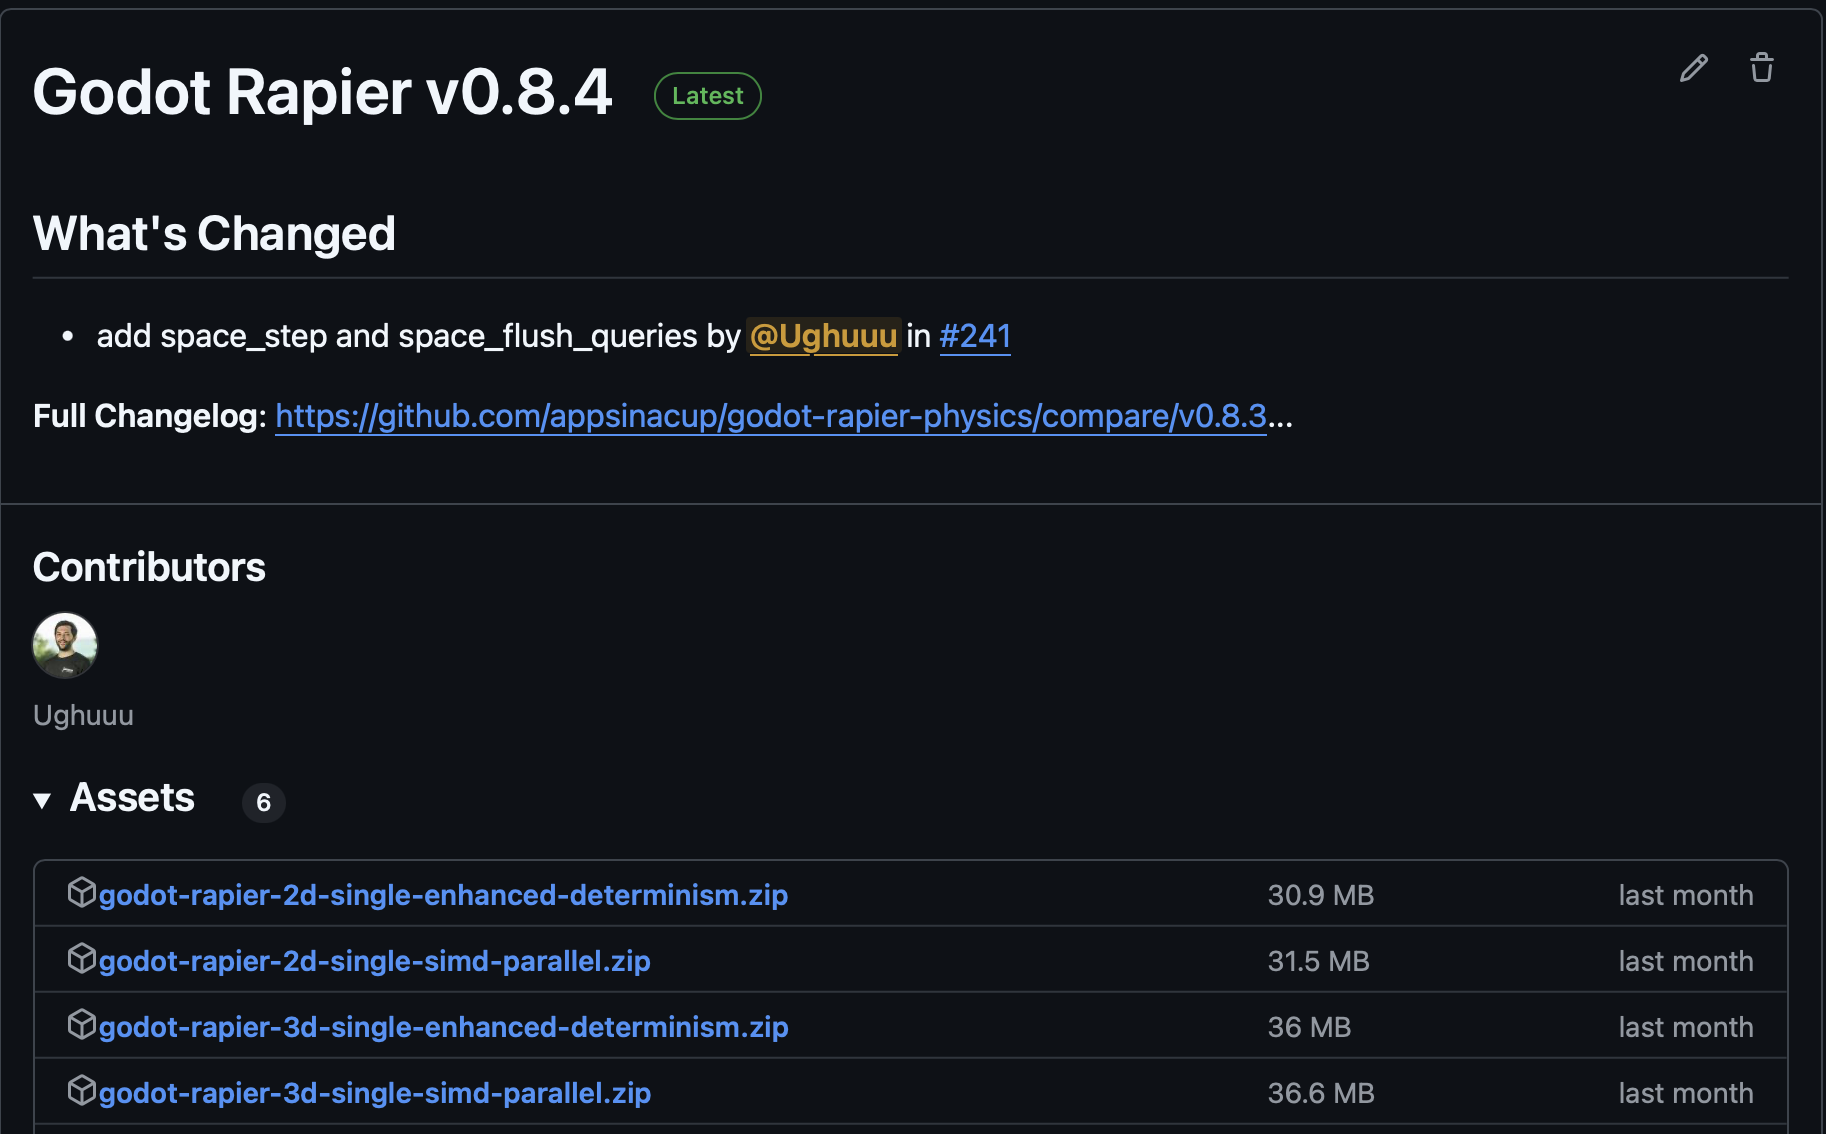 Godot Rapier v0.8.4 Latest
What's Changed
• add space_step and space_flush_queries by @Ughuuu in #241
Full Changelog: https://github.com/appsinacup/godot-rapier-physics/compare/v0.8.3...
Contributors
Ughuuu
▼ Assets 6
godot-rapier-2d-single-enhanced-determinism.zip 30.9 MB last month
godot-rapier-2d-single-simd-parallel.zip 31.5 MB last month
godot-rapier-3d-single-enhanced-determinism.zip 36 MB last month
godot-rapier-3d-single-simd-parallel.zip 36.6 MB last month